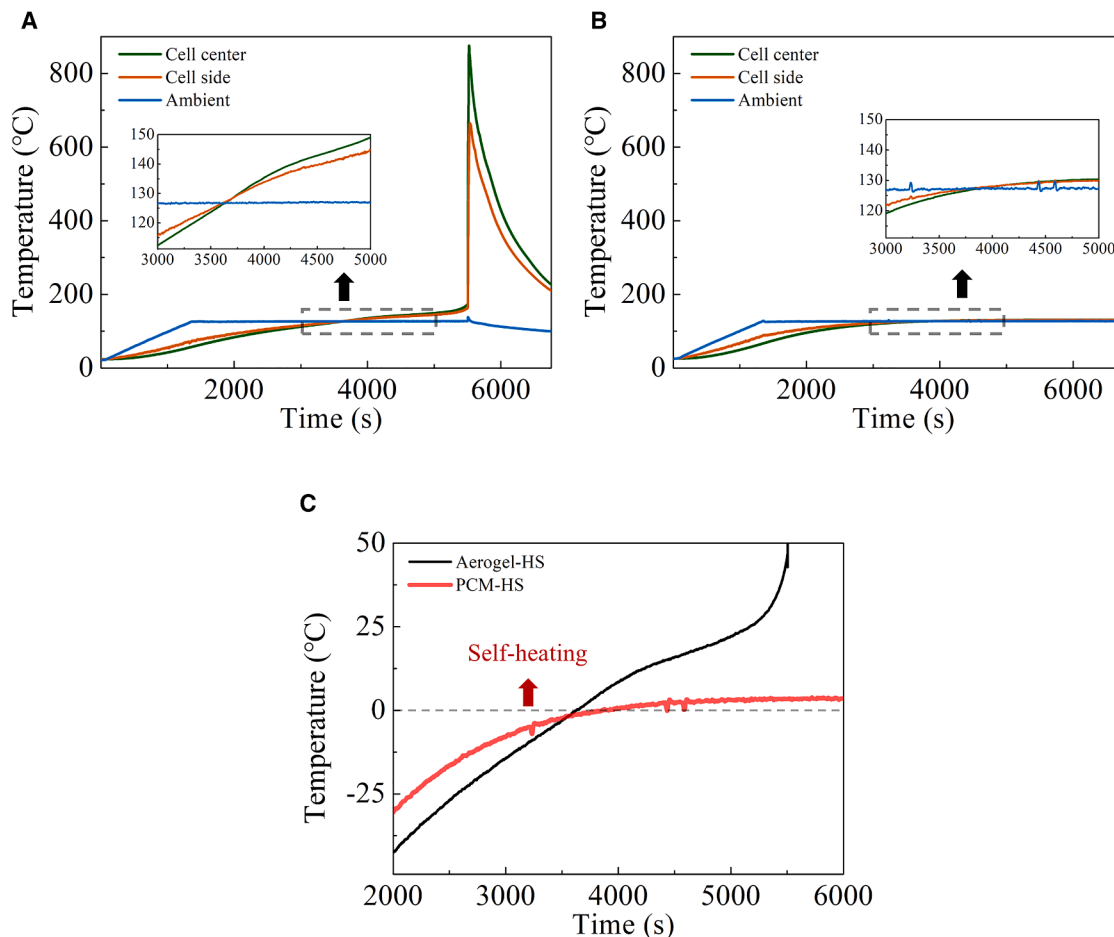 A
Cell center
Cell side
Ambient
Temperature (°C)
800
600
400
200
0
150
140
130
120
3000 3500 4000 4500 5000
2000 4000 6000
Time (s)
B
Cell center
Cell side
Ambient
Temperature (°C)
800
600
400
200
0
150
140
130
120
3000 3500 4000 4500 5000
2000 4000 6000
Time (s)
C
Aerogel-HS
PCM-HS
Self-heating
Temperature (°C)
50
25
0
-25
2000 3000 4000 5000 6000
Time (s)